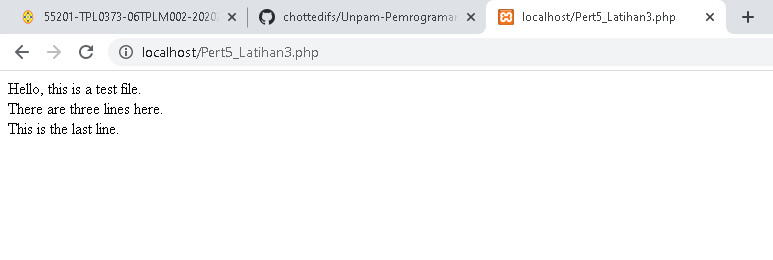 55201-TPL0373-06TPLM002-2020
chottedifs/Unpam-Pemrograman
localhost/Pert5_Latihan3.php
localhost/Pert5_Latihan3.php
Hello, this is a test file.
There are three lines here.
This is the last line.